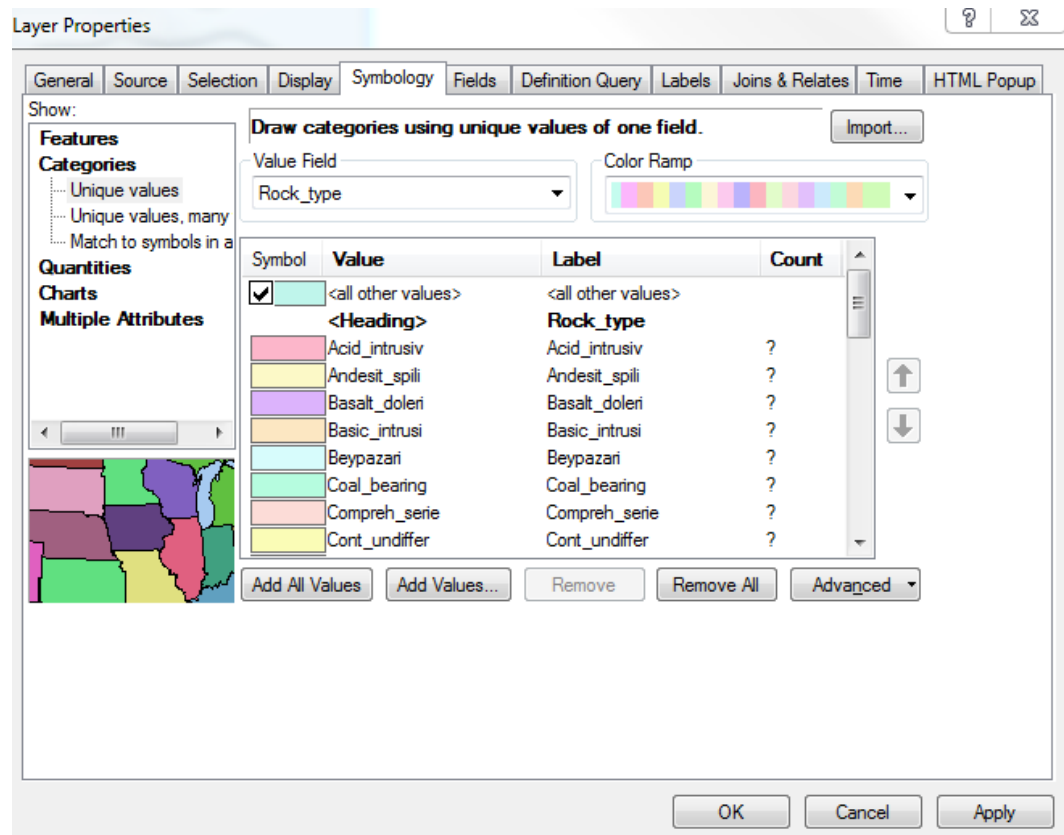 Layer Properties
General Source Selection Display Symbology Fields Definition Query Labels Joins & Relates Time HTML Popup
Show:
Features
Categories
Unique values
Unique values, many
Match to symbols in a
Quantities
Charts
Multiple Attributes
Draw categories using unique values of one field.
Import...
Value Field
Rock_type
Color Ramp
Symbol Value Label Count
<all other values> <all other values>
<Heading> Rock_type
Acid_intrusiv Acid_intrusiv ?
Andesit_spili Andesit_spili ?
Basalt_doleri Basalt_doleri ?
Basic_intrusi Basic_intrusi ?
Beypazari Beypazari ?
Coal_bearing Coal_bearing ?
Compreh_serie Compreh_serie ?
Cont_undiffer Cont_undiffer ?
Add All Values Add Values... Remove Remove All Advanced
OK Cancel Apply